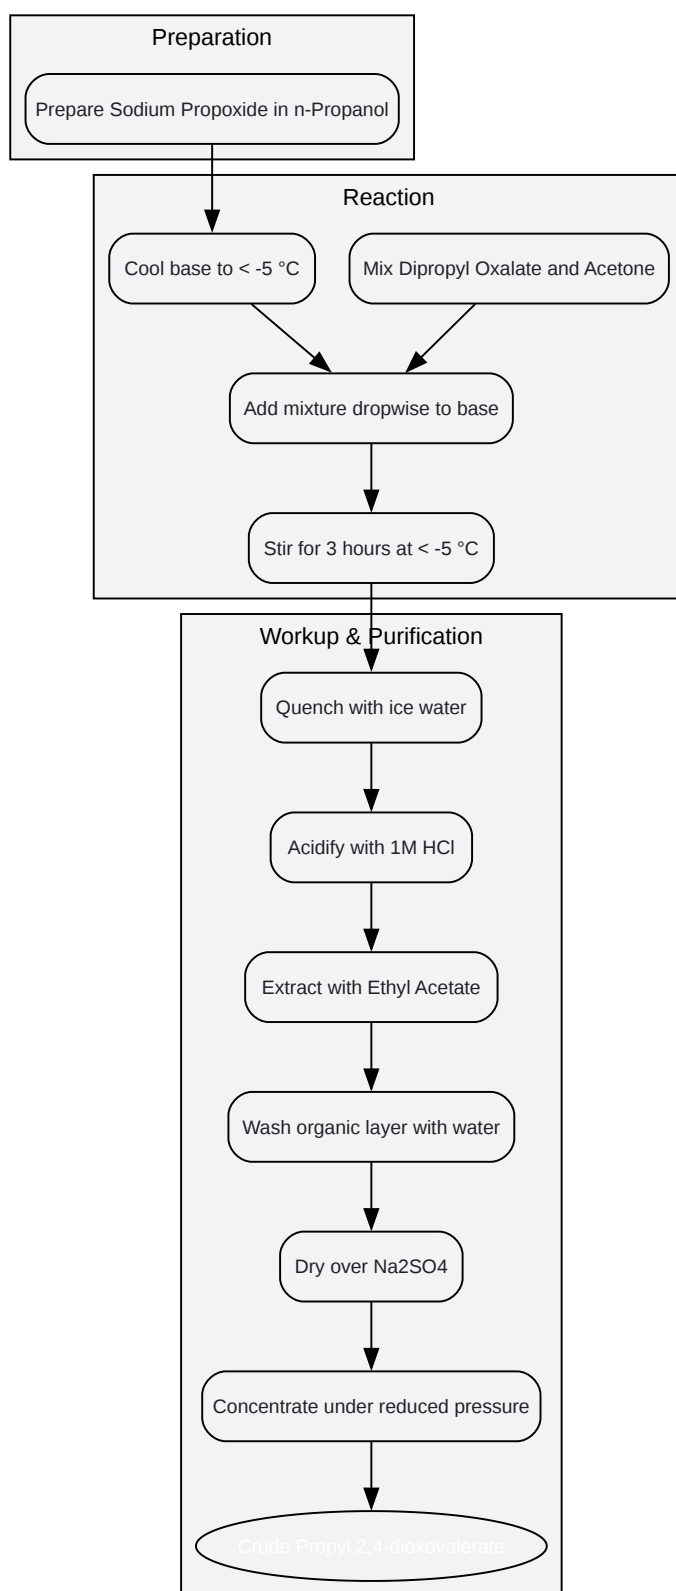 Preparation
Prepare Sodium Propoxide in n-Propanol
Reaction
Cool base to < -5 °C
Mix Dipropyl Oxalate and Acetone
Add mixture dropwise to base
Stir for 3 hours at < -5 °C
Workup & Purification
Quench with ice water
Acidify with 1M HCl
Extract with Ethyl Acetate
Wash organic layer with water
Dry over Na2SO4
Concentrate under reduced pressure
Crude Propyl 2,4-dioxovalerate